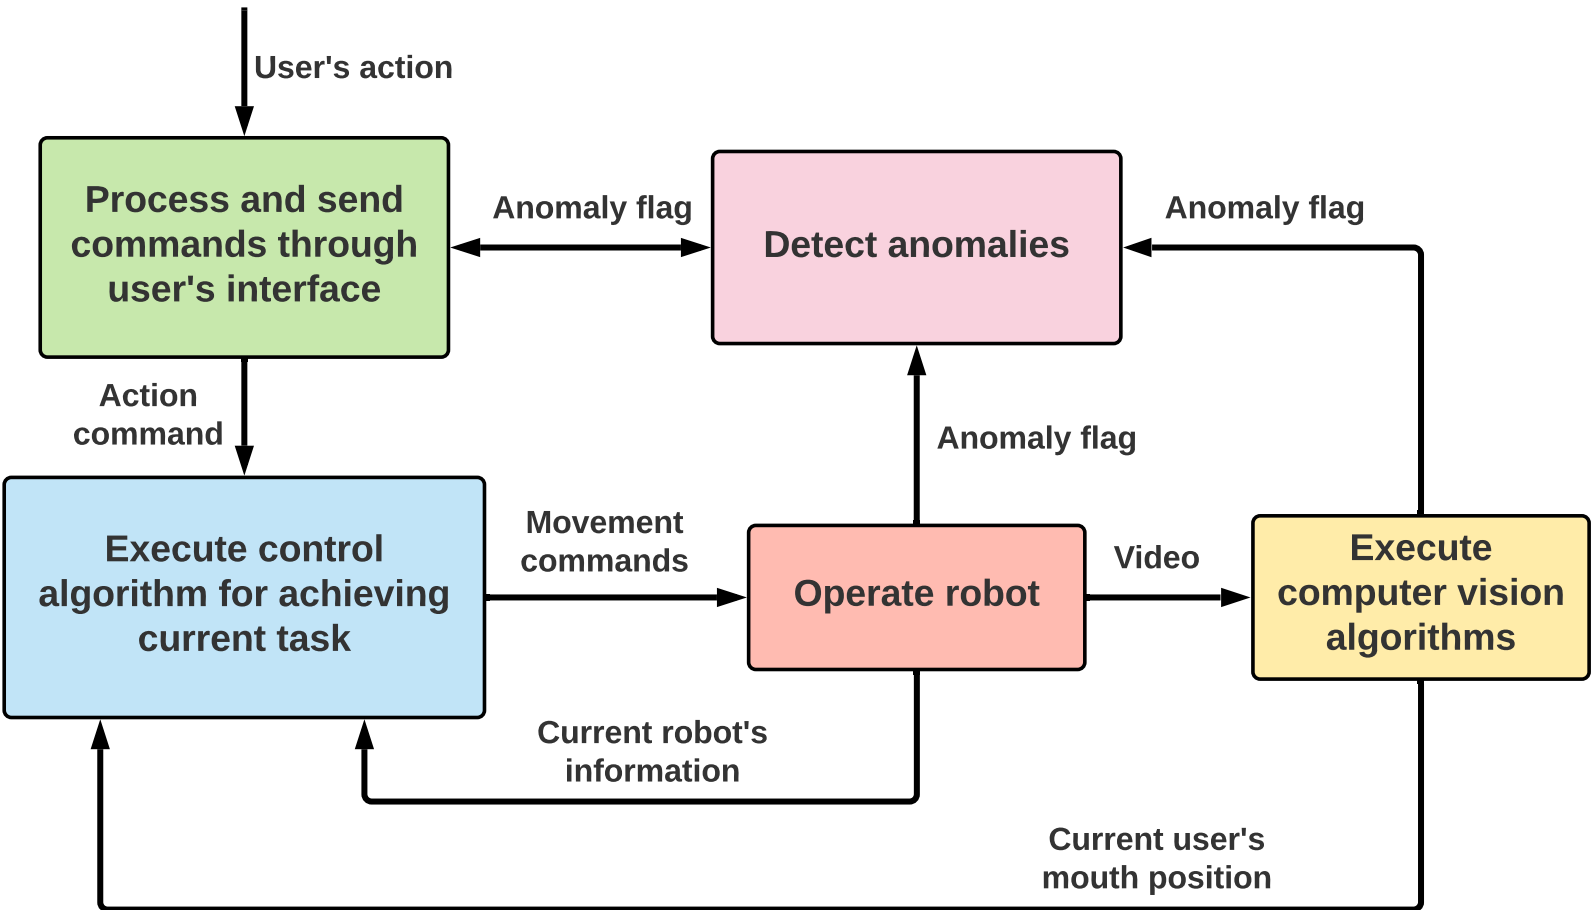 User's action
Process and send
commands through
user's interface
Anomaly flag
Detect anomalies
Anomaly flag
Action
command
Anomaly flag
Execute control
algorithm for achieving
current task
Movement
commands
Operate robot
Video
Execute
computer vision
algorithms
Current robot's
information
Current user's
mouth position